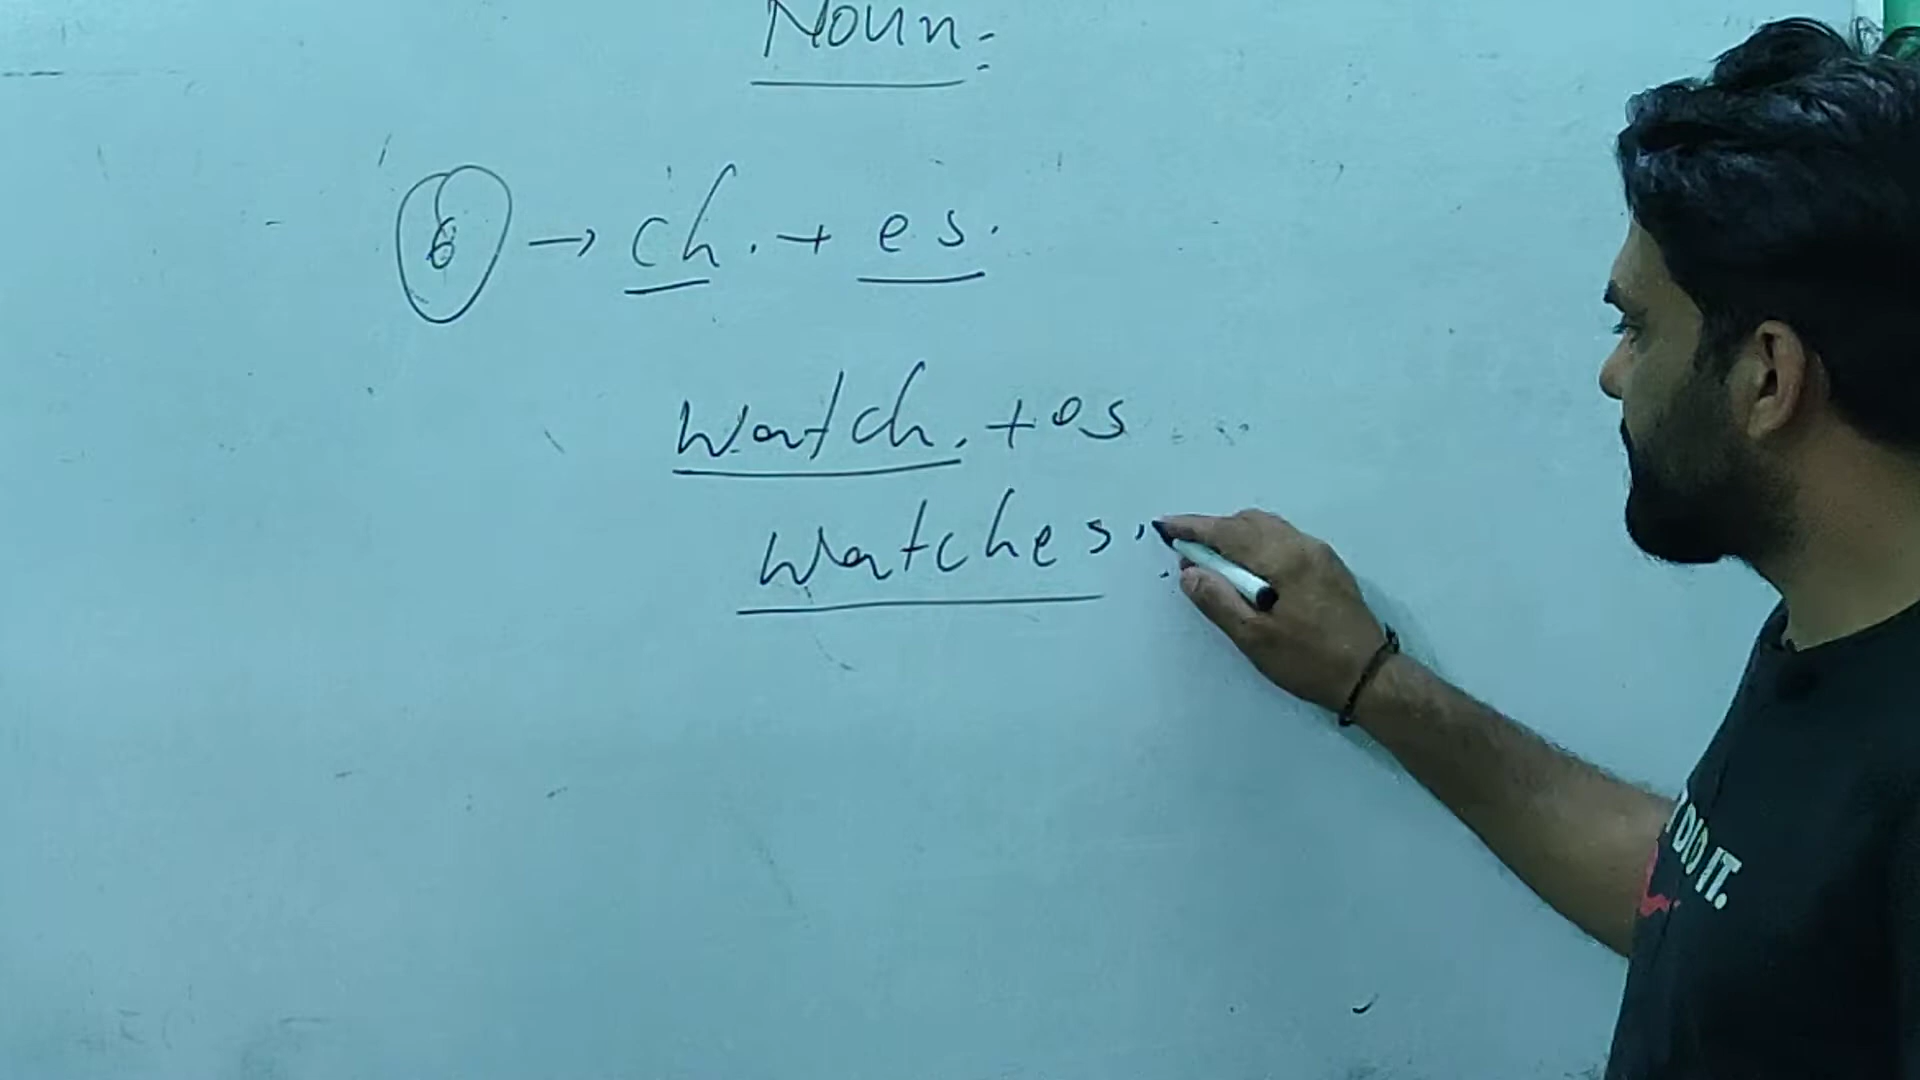 Noun:
6 → ch. + es.
watch. + es
watches.
DID IT.